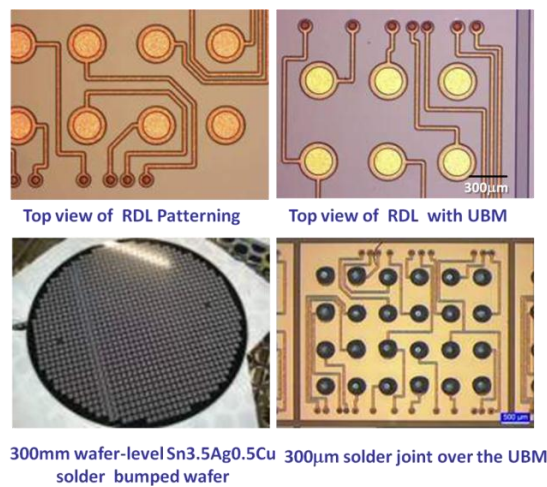 300μm
Top view of RDL Patterning
Top view of RDL with UBM
500 μm
300mm wafer-level Sn3.5Ag0.5Cu
solder bumped wafer
300μm solder joint over the UBM